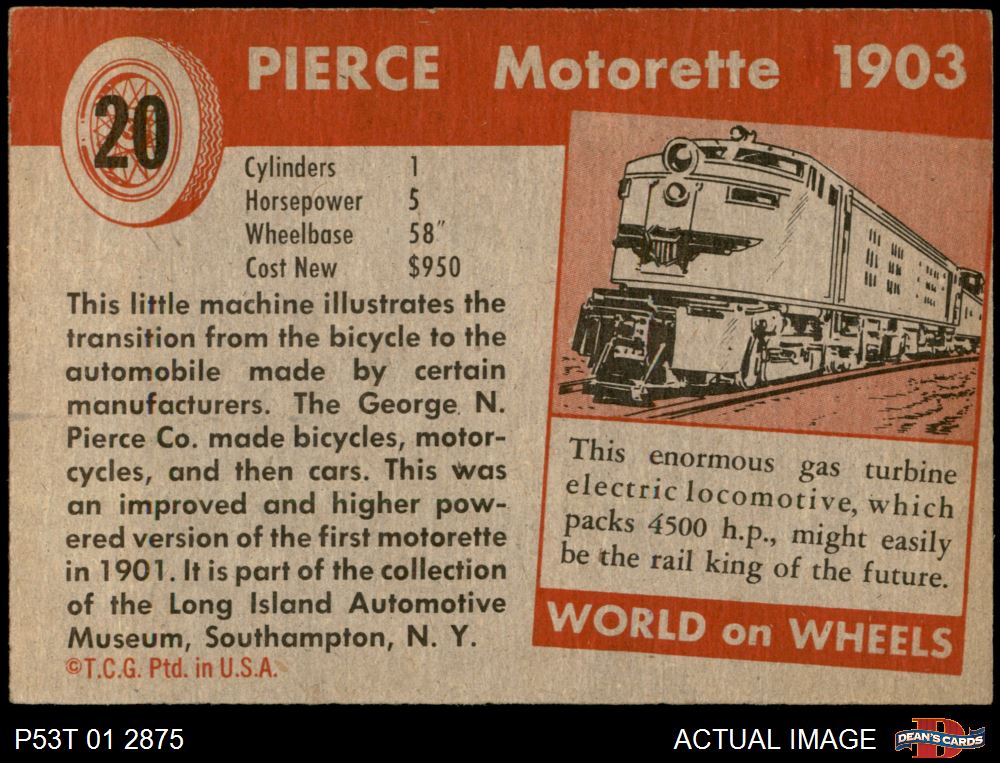 20
PIERCE Motorette 1903
Cylinders 1
Horsepower 5
Wheelbase 58"
Cost New $950
This little machine illustrates the
transition from the bicycle to the
automobile made by certain
manufacturers. The George N.
Pierce Co. made bicycles, motor-
cycles, and then cars. This was
an improved and higher pow-
ered version of the first motorette
in 1901. It is part of the collection
of the Long Island Automotive
Museum, Southampton, N. Y.
©T.C.G. Ptd. in U.S.A.
This enormous gas turbine
electric locomotive, which
packs 4500 h.p., might easily
be the rail king of the future.
WORLD on WHEELS
P53T 01 2875
ACTUAL IMAGE
DEAN'S CARDS